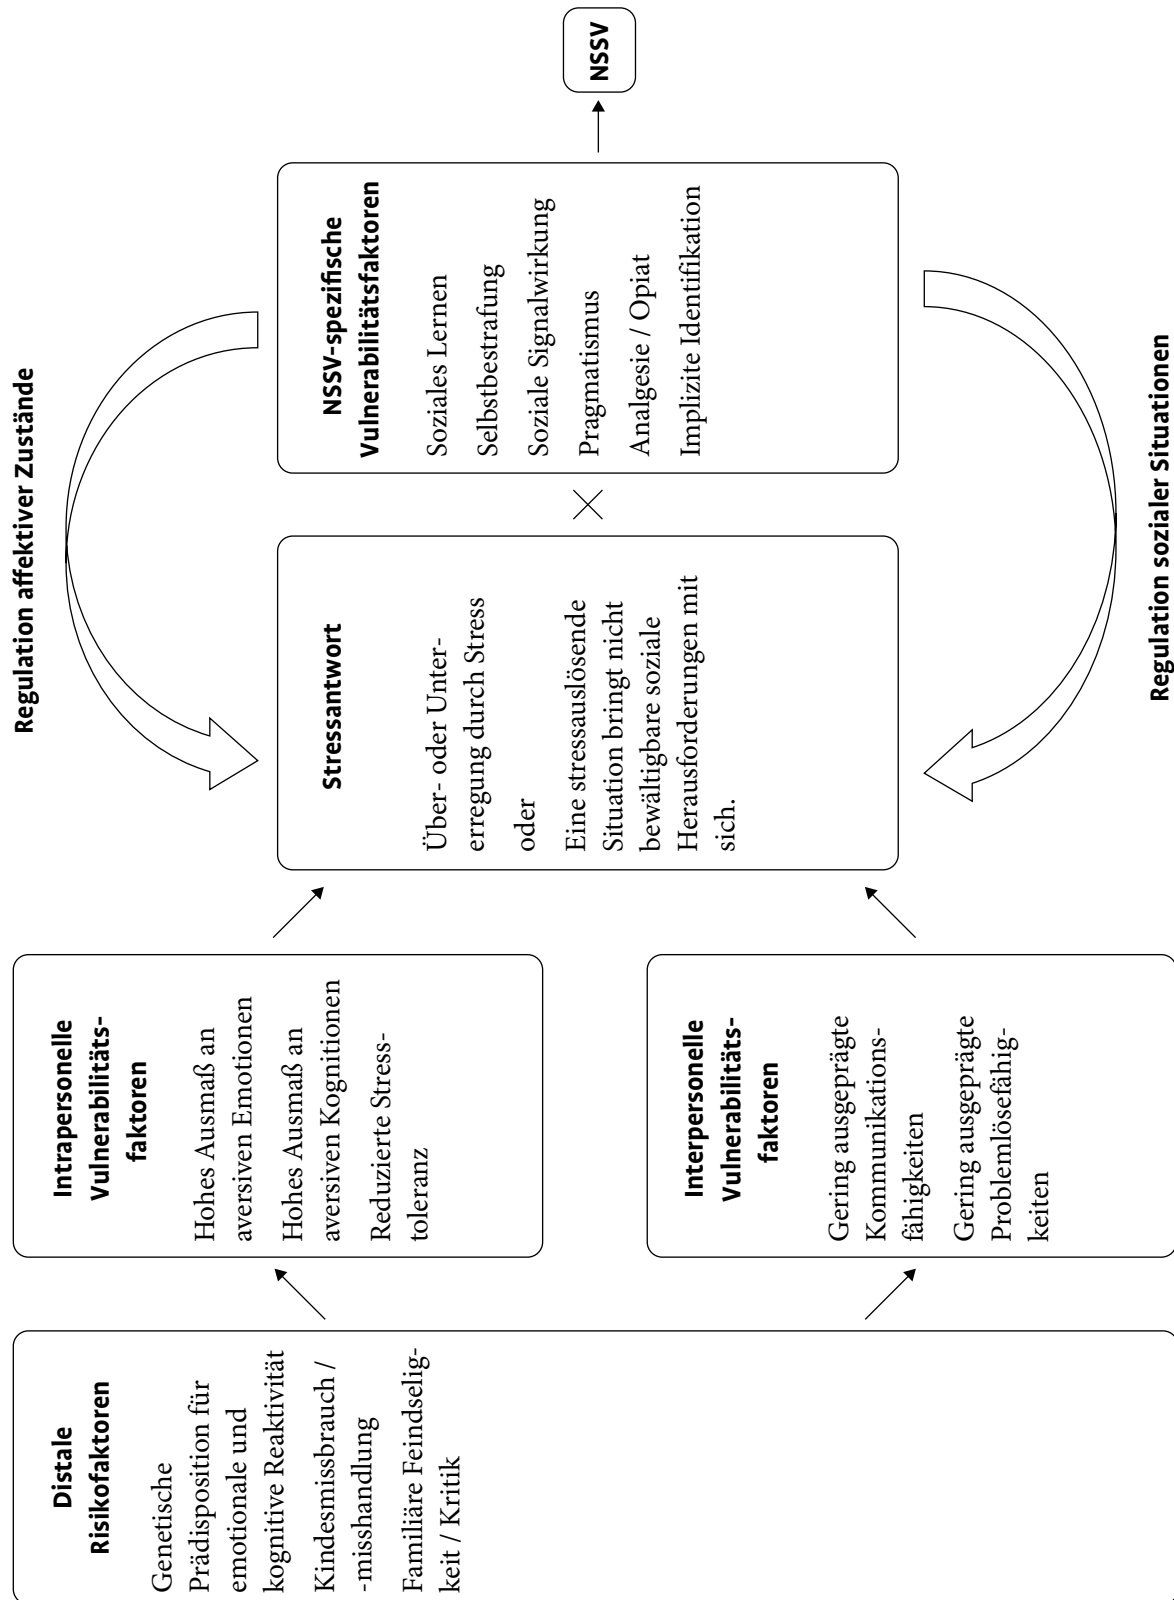 Regulation affektiver Zustände
Distale
Risikofaktoren
Genetische
Prädisposition für
emotionale und
kognitive Reaktivität
Kindesmissbrauch /
-misshandlung
Familiäre Feindselig-
keit / Kritik
Intrapersonelle
Vulnerabilitäts-
faktoren
Hohes Ausmaß an
aversiven Emotionen
Hohes Ausmaß an
aversiven Kognitionen
Reduzierte Stress-
toleranz
Interpersonelle
Vulnerabilitäts-
faktoren
Gering ausgeprägte
Kommunikations-
fähigkeiten
Gering ausgeprägte
Problemlösefähig-
keiten
Stressantwort
Über- oder Unter-
erregung durch Stress
oder
Eine stressauslösende
Situation bringt nicht
bewältigbare soziale
Herausforderungen mit
sich.
NSSV-spezifische
Vulnerabilitätsfaktoren
Soziales Lernen
Selbstbestrafung
Soziale Signalwirkung
Pragmatismus
Analgesie / Opiat
Implizite Identifikation
NSSV
Regulation sozialer Situationen